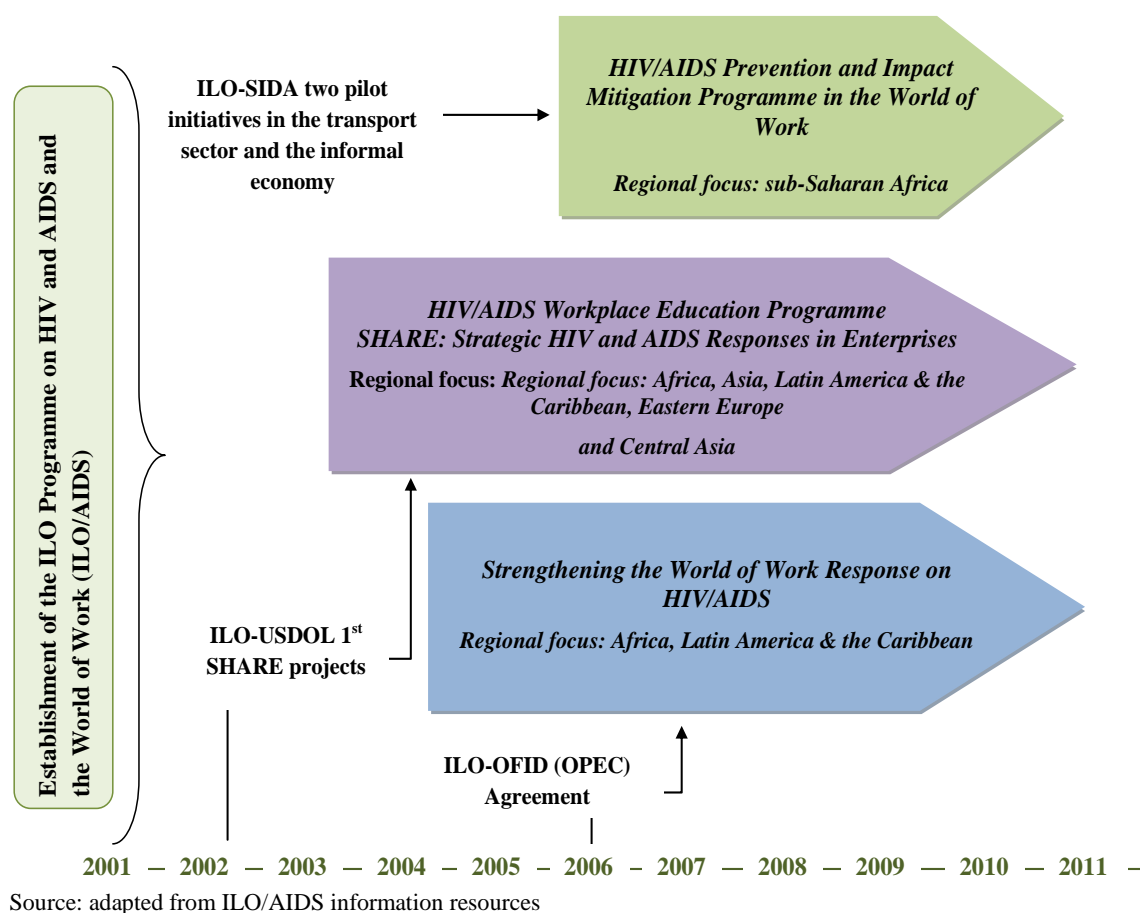 Establishment of the ILO Programme on HIV and AIDS and
the World of Work (ILO/AIDS)
ILO-SIDA two pilot
initiatives in the transport
sector and the informal
economy
HIV/AIDS Prevention and Impact
Mitigation Programme in the World of
Work
Regional focus: sub-Saharan Africa
HIV/AIDS Workplace Education Programme
SHARE: Strategic HIV and AIDS Responses in Enterprises
Regional focus: Regional focus: Africa, Asia, Latin America & the
Caribbean, Eastern Europe
and Central Asia
ILO-USDOL 1st
SHARE projects
Strengthening the World of Work Response on
HIV/AIDS
Regional focus: Africa, Latin America & the Caribbean
ILO-OFID (OPEC)
Agreement
2001 – 2002 – 2003 – 2004 – 2005 – 2006 – 2007 – 2008 – 2009 – 2010 – 2011 –
Source: adapted from ILO/AIDS information resources